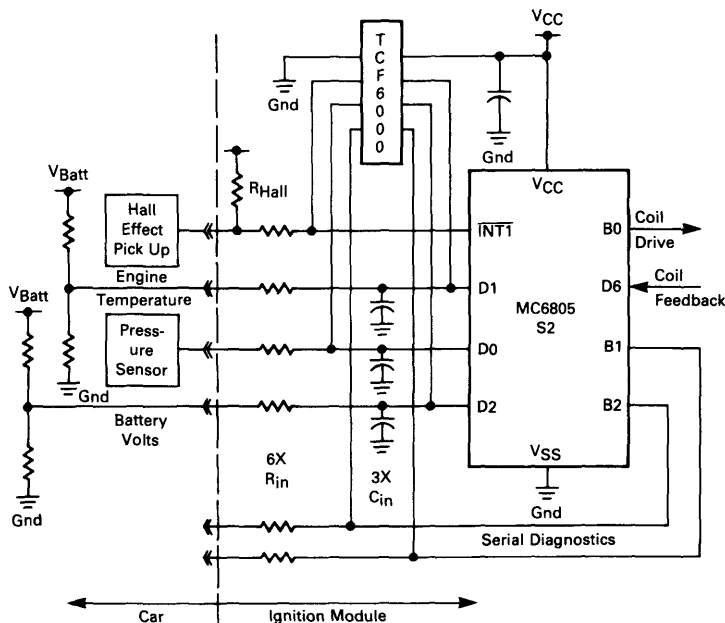 VCC
TCF6000
Gnd
Gnd
VBatt
RHall
Hall
Effect
Pick Up
VCC
INT1
B0
Coil
Drive
Engine
Temperature
D1
D6
Coil
Feedback
VBatt
MC6805
S2
Press-
ure
Sensor
D0
B1
Gnd
Battery
Volts
D2
B2
6X
Rin
3X
Cin
VSS
Gnd
Gnd
Serial Diagnostics
Car
Ignition Module